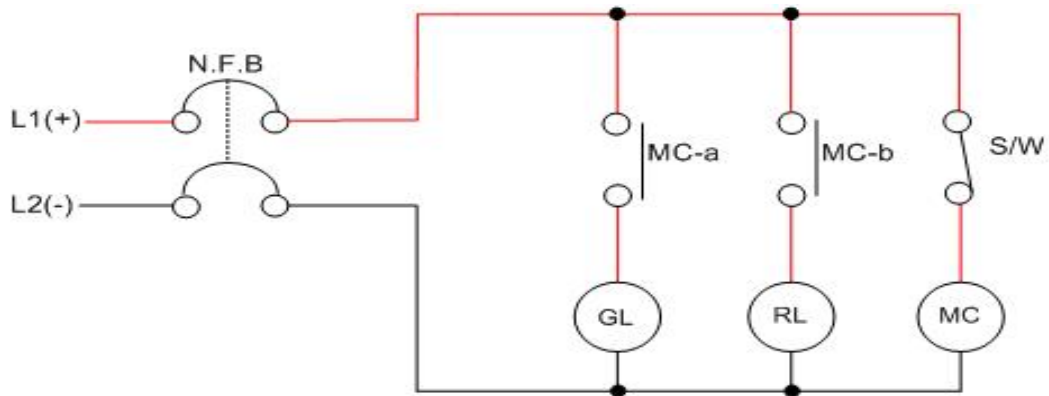 N.F.B
L1(+)
MC-a
MC-b
S/W
L2(-)
GL
RL
MC